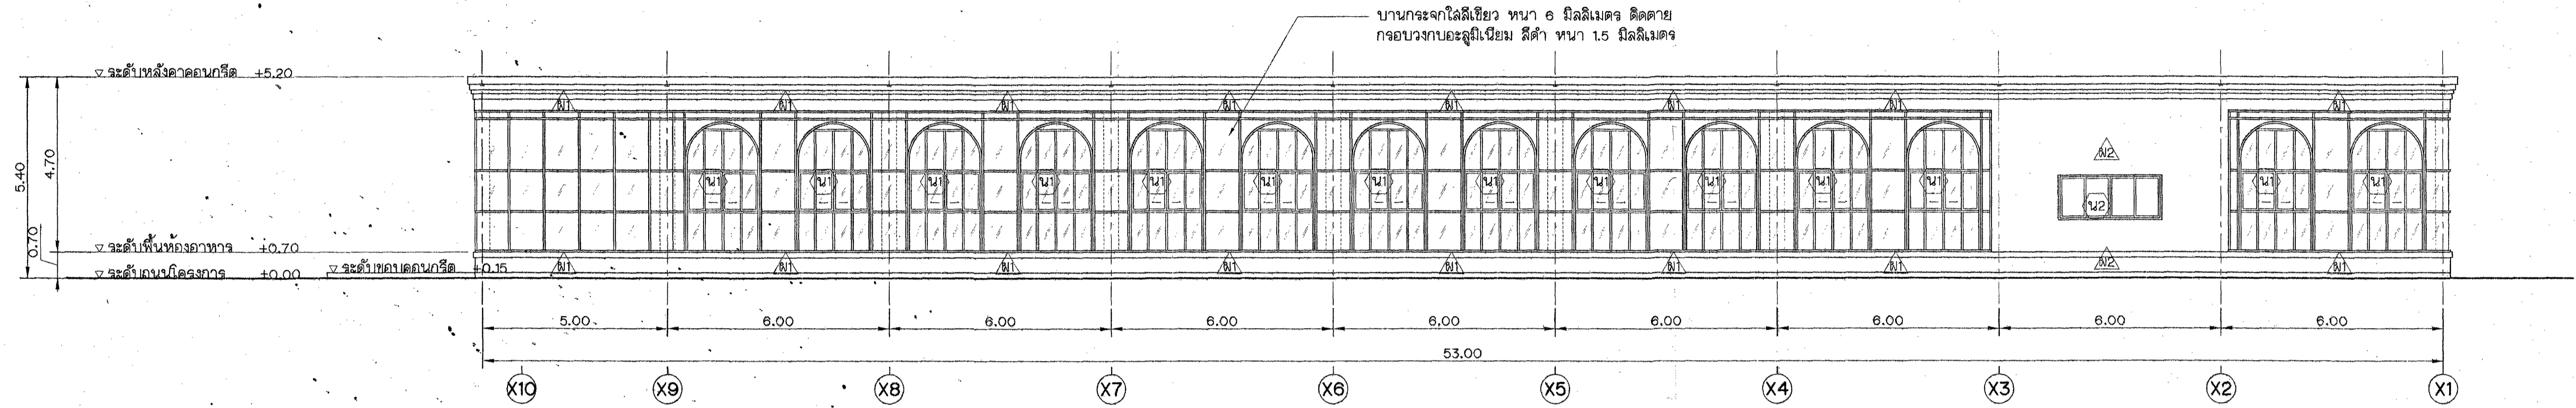 บานกระจกใสสีเขียว หนา 6 มิลลิเมตร ติดตาย
กรอบวงกบอะลูมิเนียม สีดำ หนา 1.5 มิลลิเมตร
ระดับหลังคาคอนกรีต +5.20
ผ1 ผ1 ผ1 ผ1 ผ1 ผ1 ผ1 ผ1
5.40
4.70
0.70
ผ2
น1 น1 น1 น1 น1 น1 น1 น1 น1 น1 น1 น1 น1 น1
น2
ระดับพื้นห้องอาหาร +0.70
ระดับถนนโครงการ +0.00
ระดับขอบคอนกรีต +0.15
ผ1 ผ1 ผ1 ผ1 ผ1 ผ1 ผ1 ผ2 ผ1
5.00 6.00 6.00 6.00 6.00 6.00 6.00 6.00 6.00
53.00
X10 X9 X8 X7 X6 X5 X4 X3 X2 X1